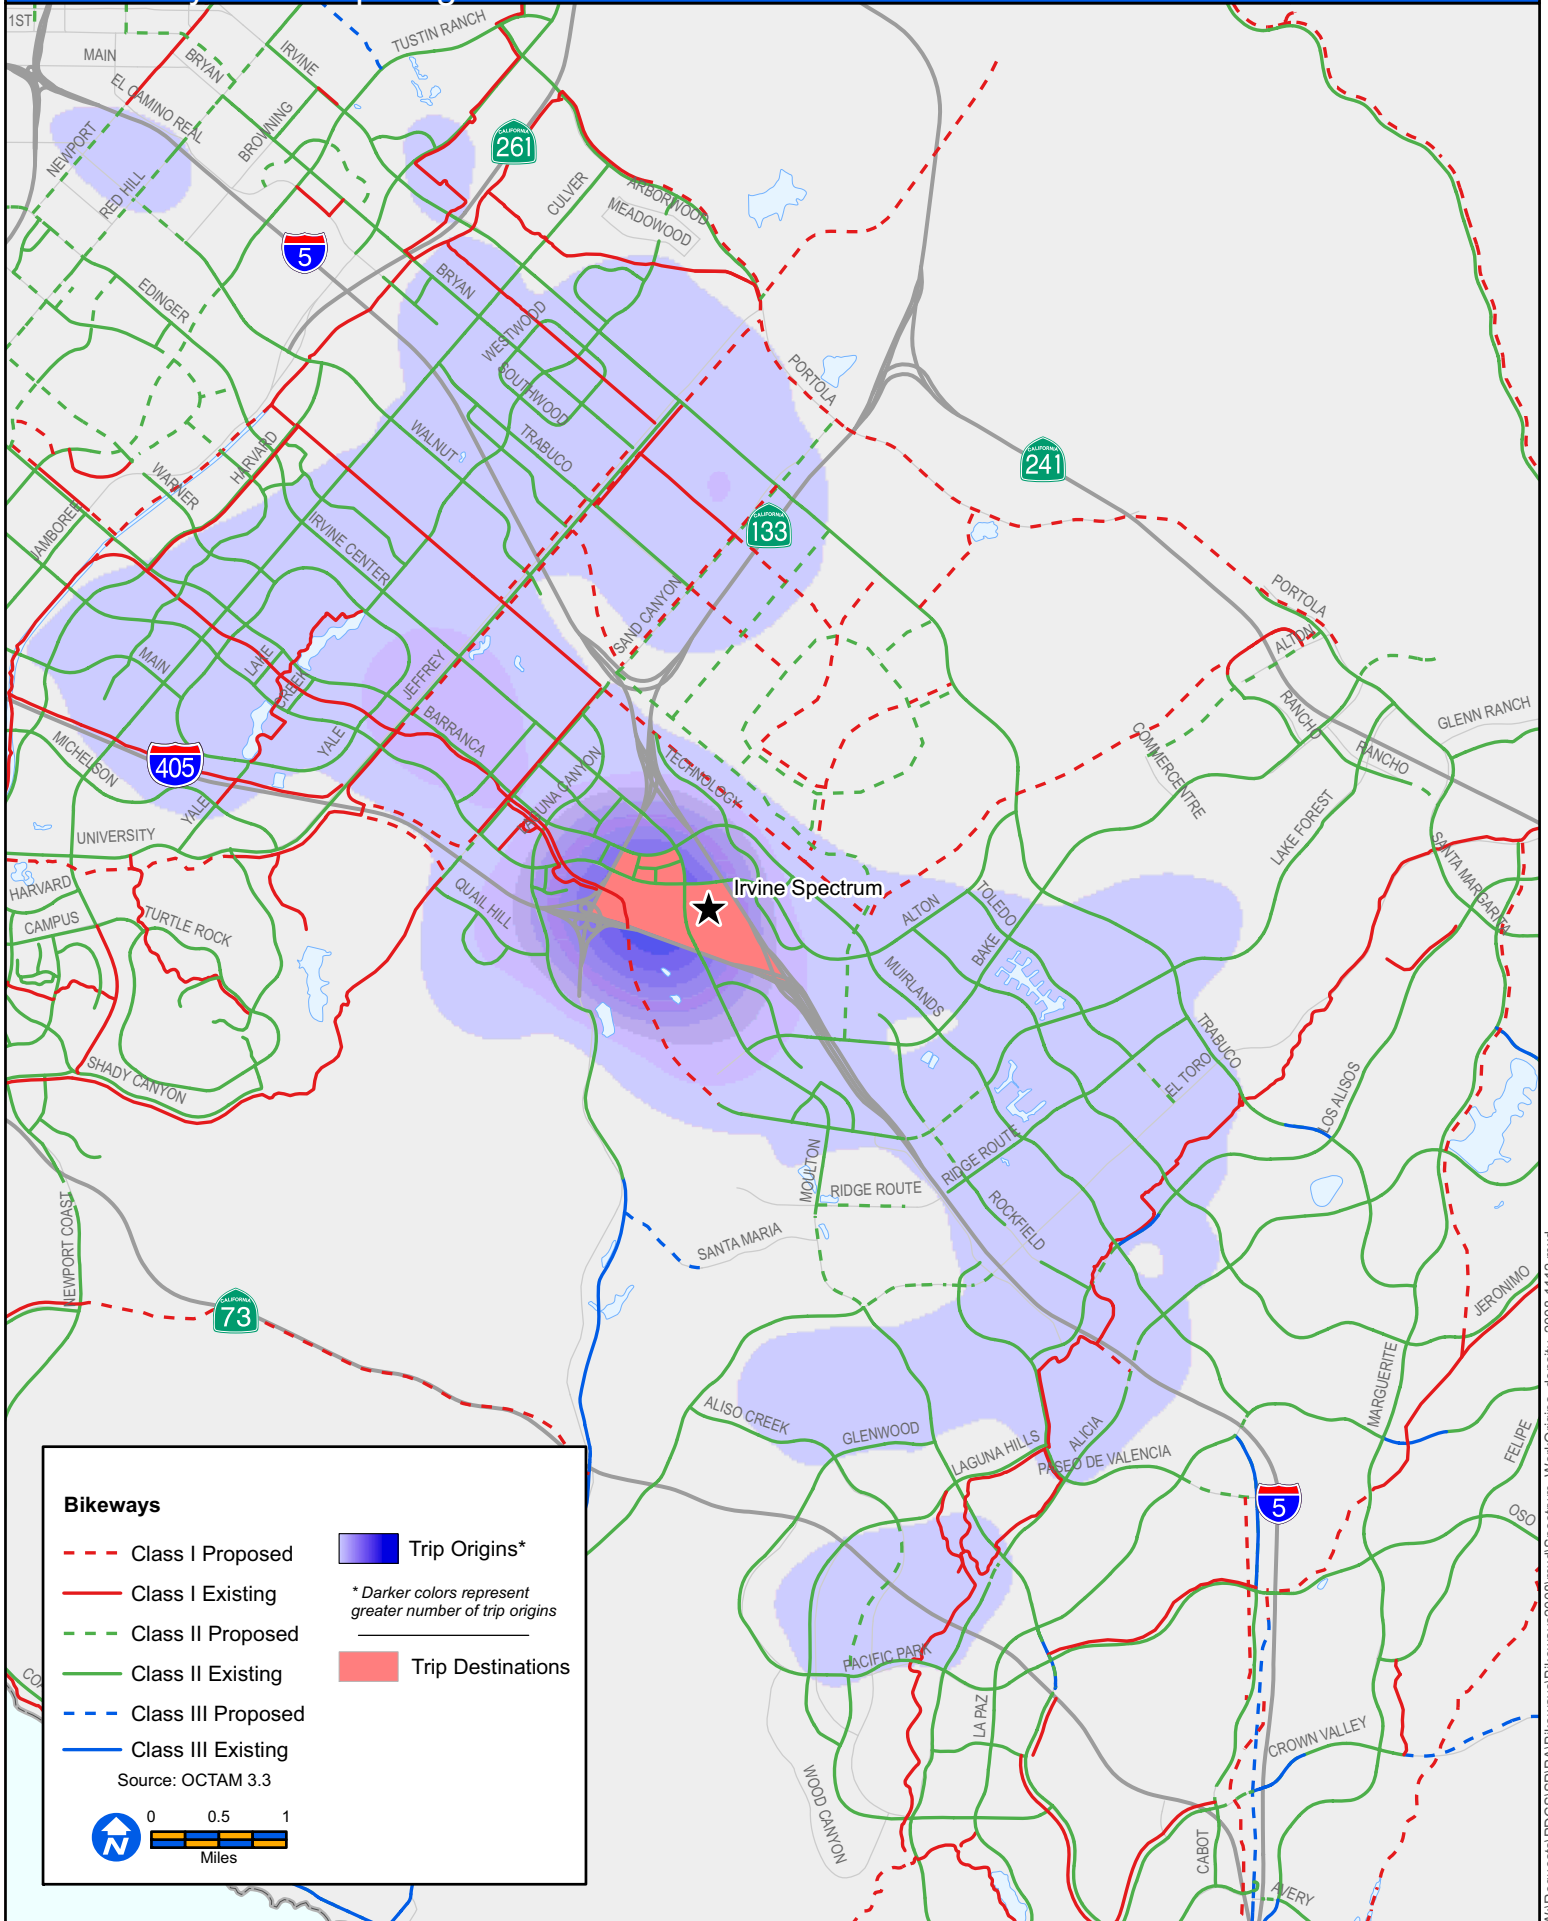 1ST
MAIN
BRYAN
IRVINE
TUSTIN RANCH
EL CAMINO REAL
BROWNING
NEWPORT
RED HILL
CALIFORNIA
261
CULVER
ARBORWOOD
MEADOWOOD
5
EDINGER
BRYAN
WESTWOOD
SOUTHWOOD
PORTOLA
WALNUT
TRABUCO
HARVARD
WARNER
JAMBOREE
IRVINE CENTER
CALIFORNIA
241
CALIFORNIA
133
SAND CANYON
PORTOLA
ALTON
MAIN
LAKE
CREEK
JEFFREY
BARRANCA
YALE
MICHELSON
405
YALE
UNIVERSITY
LAGUNA CANYON
TECHNOLOGY
RANCHO
GLENN RANCH
RANCHO
COMMERCENTRE
LAKE FOREST
SANTA MARGARITA
HARVARD
CAMPUS
TURTLE ROCK
QUAIL HILL
Irvine Spectrum
ALTON
TOLEDO
BAKE
MUIRLANDS
TRABUCO
EL TORO
LOS ALISOS
SHADY CANYON
RIDGE ROUTE
MOULTON
RIDGE ROUTE
ROCKFIELD
SANTA MARIA
NEWPORT COAST
CALIFORNIA
73
JERONIMO
MARGUERITE
ALISO CREEK
GLENWOOD
LAGUNA HILLS
ALICIA
PASEO DE VALENCIA
FELIPE
5
OSO
PACIFIC PARK
LA PAZ
WOOD CANYON
CROWN VALLEY
CABOT
AVERY
Bikeways
Class I Proposed
Class I Existing
Class II Proposed
Class II Existing
Class III Proposed
Class III Existing
Source: OCTAM 3.3
Trip Origins*
* Darker colors represent
greater number of trip origins
Trip Destinations
N
0 0.5 1
Miles